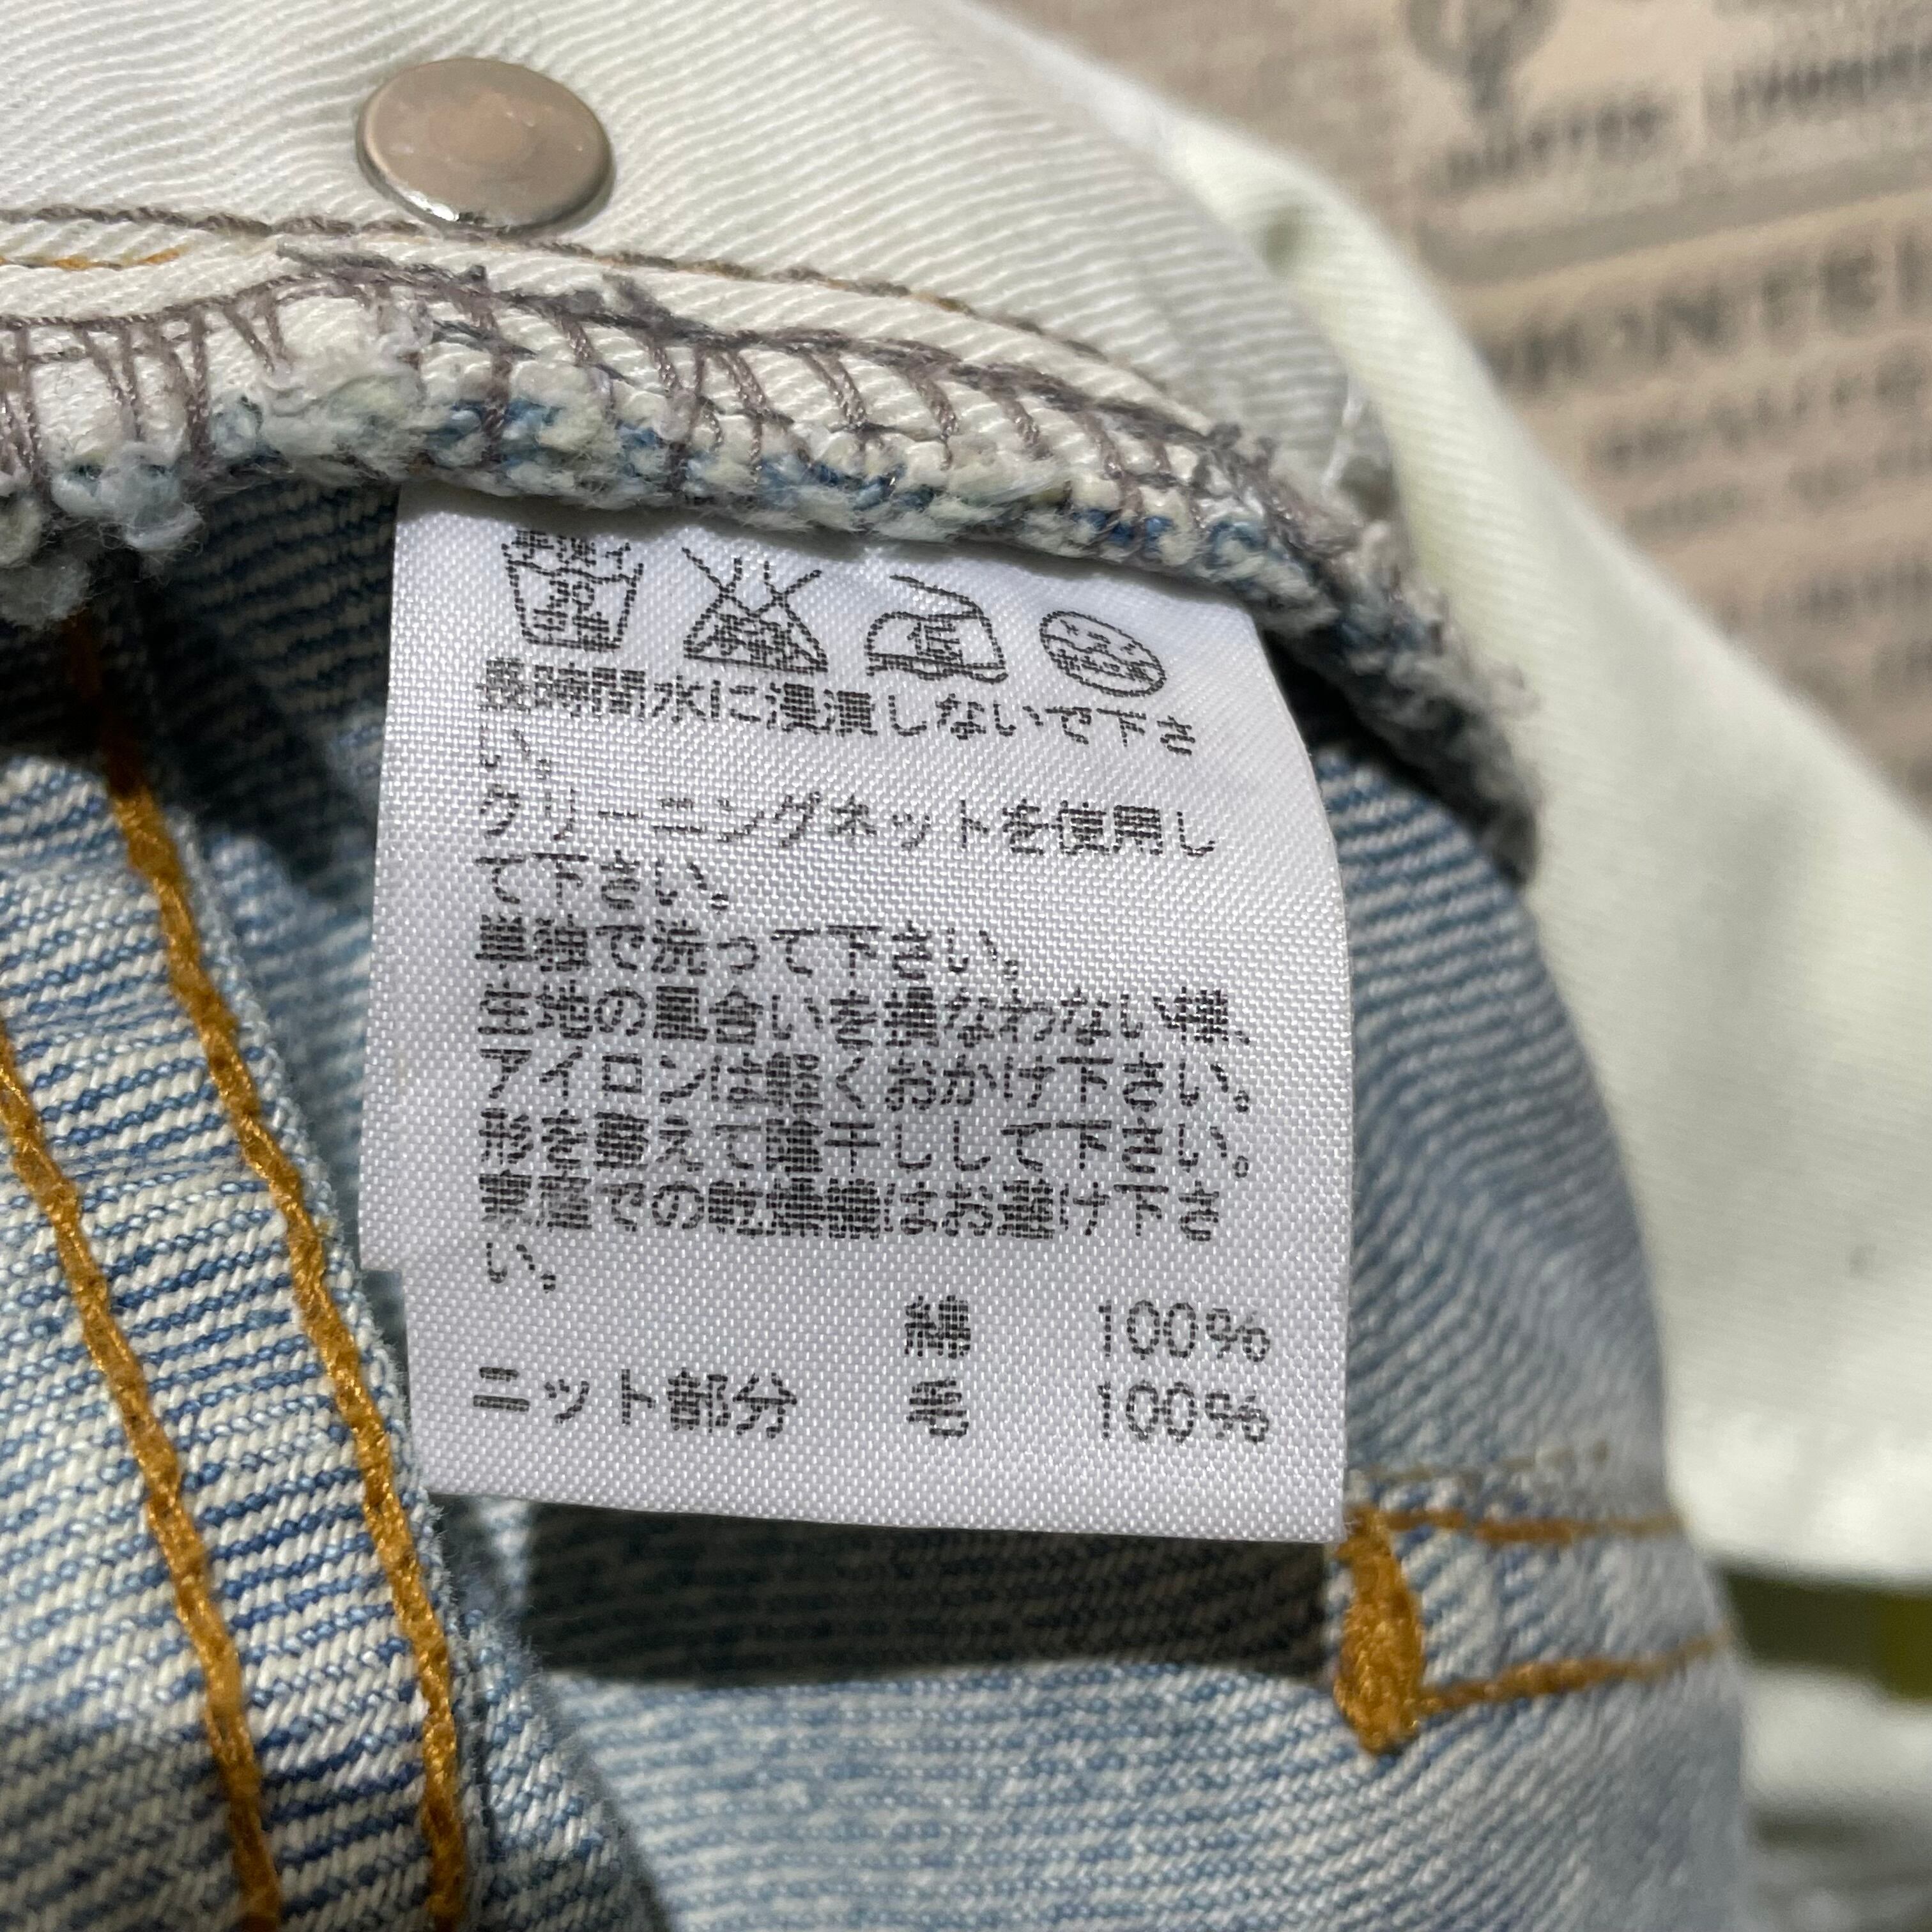 長時間水に浸漬しないで下さ
い。
クリーニングネットを使用し
て下さい。
単独で洗って下さい。
生地の風合いを損なわない様、
アイロンは軽くおかけ下さい。
形を整えて陰干しして下さい。
家庭での乾燥機はお避け下さ
い。
綿 100%
ニット部分 毛 100%